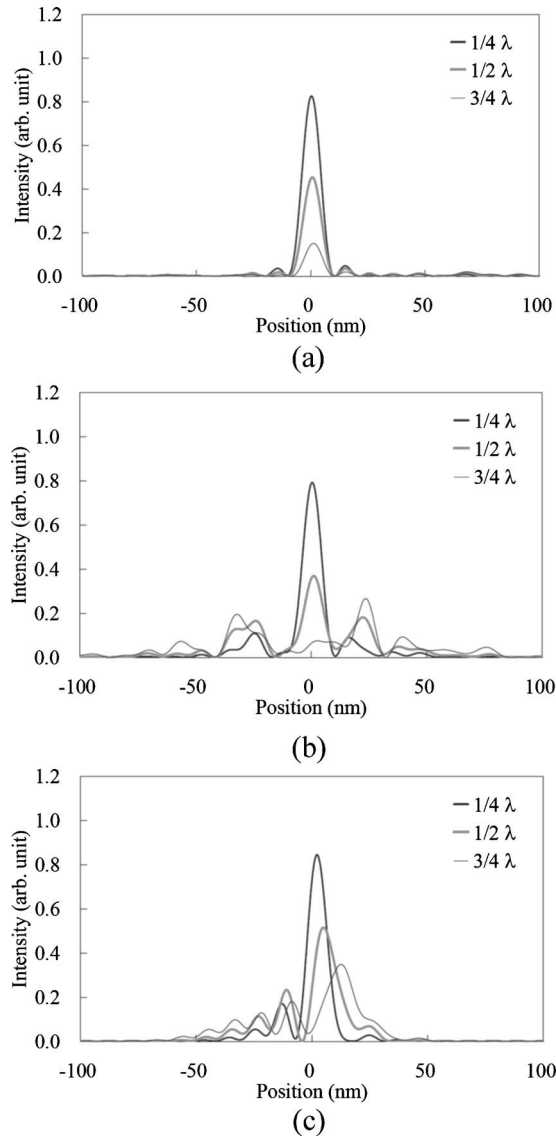 1.2
1.0
0.8
0.6
0.4
0.2
0.0
Intensity (arb. unit)
1/4 λ
1/2 λ
3/4 λ
-100 -50 0 50 100
Position (nm)
(a)
1.2
1.0
0.8
0.6
0.4
0.2
0.0
Intensity (arb. unit)
1/4 λ
1/2 λ
3/4 λ
-100 -50 0 50 100
Position (nm)
(b)
1.2
1.0
0.8
0.6
0.4
0.2
0.0
Intensity (arb. unit)
1/4 λ
1/2 λ
3/4 λ
-100 -50 0 50 100
Position (nm)
(c)